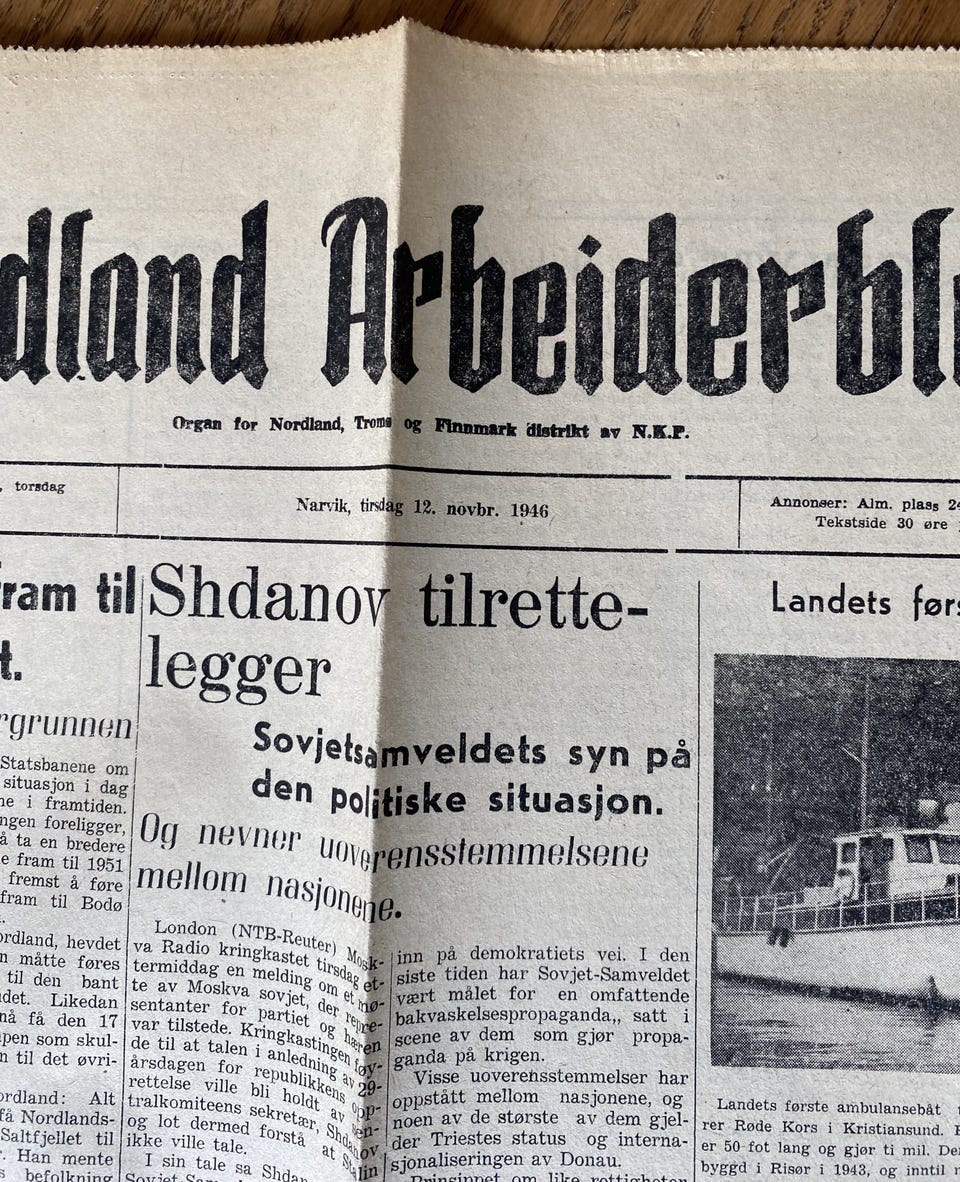 dland Arbeiderbl
Organ for Nordland, Troms og Finnmark distrikt av N.K.P.
, torsdag
Narvik, tirsdag 12. novbr. 1946
Annonser: Alm. plass 24
Tekstside 30 øre
ram til
t.
rgrunnen
Statsbanene om
situasjon i dag
ne i framtiden.
ngen foreligger,
å ta en bredere
e fram til 1951
fremst å føre
fram til Bodø
ordland, hevdet
n måtte føres
til den bant
det. Likedan
nå få den 17
pen som skul-
n til det øvri-
ordland: Alt
få Nordlands-
Saltfjellet til
. Han mente
befolkning
Shdanov tilrette-
legger
Sovjetsamveldets syn på
den politiske situasjon.
Og nevner uoverensstemmelsene
mellom nasjonene.
London (NTB-Reuter) Mosk-
va Radio kringkastet tirsdag et-
termiddag en melding om et mø-
te av Moskva sovjet, der repre-
sentanter for partiet og hæren
var tilstede. Kringkastingen føy-
de til at talen i anledning av 29-
årsdagen for republikkens opp-
rettelse ville bli holdt av sen-
tralkomiteens sekretær, Shdanov
og lot dermed forstå at Stalin
ikke ville tale.
I sin tale sa Shdan
inn på demokratiets vei. I den
siste tiden har Sovjet-Samveldet
vært målet for en omfattende
bakvaskelsespropaganda,, satt i
scene av dem som gjør propa-
ganda på krigen.
Visse uoverensstemmelser har
oppstått mellom nasjonene, og
noen av de største av dem gjel-
der Triestes status og interna-
sjonaliseringen av Donau.
Prinsippet om like rettigheter
Landets førs
Landets første ambulansebåt
rer Røde Kors i Kristiansund.
er 50 fot lang og gjør ti mil. De
byggd i Risør i 1943, og inntil